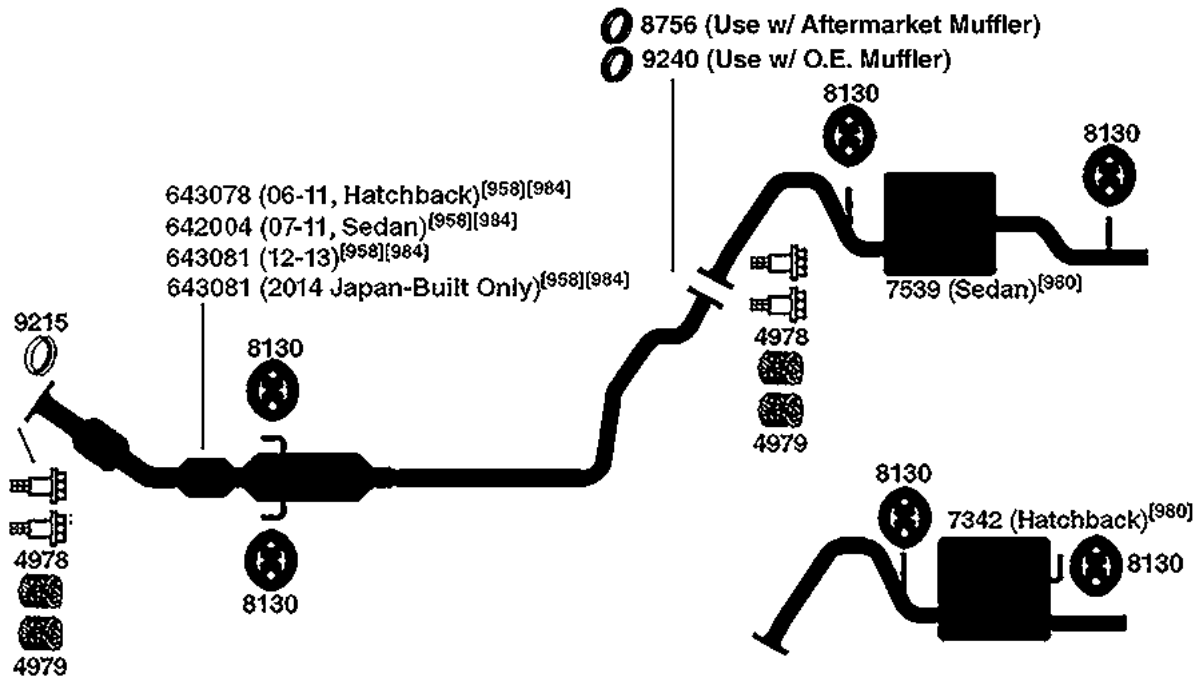 8756 (Use w/ Aftermarket Muffler)
9240 (Use w/ O.E. Muffler)
8130
8130
643078 (06-11, Hatchback)[958][984]
642004 (07-11, Sedan)[958][984]
643081 (12-13)[958][984]
643081 (2014 Japan-Built Only)[958][984]
7539 (Sedan)[980]
9215
8130
4978
4979
8130
7342 (Hatchback)[980]
8130
4978
8130
4979